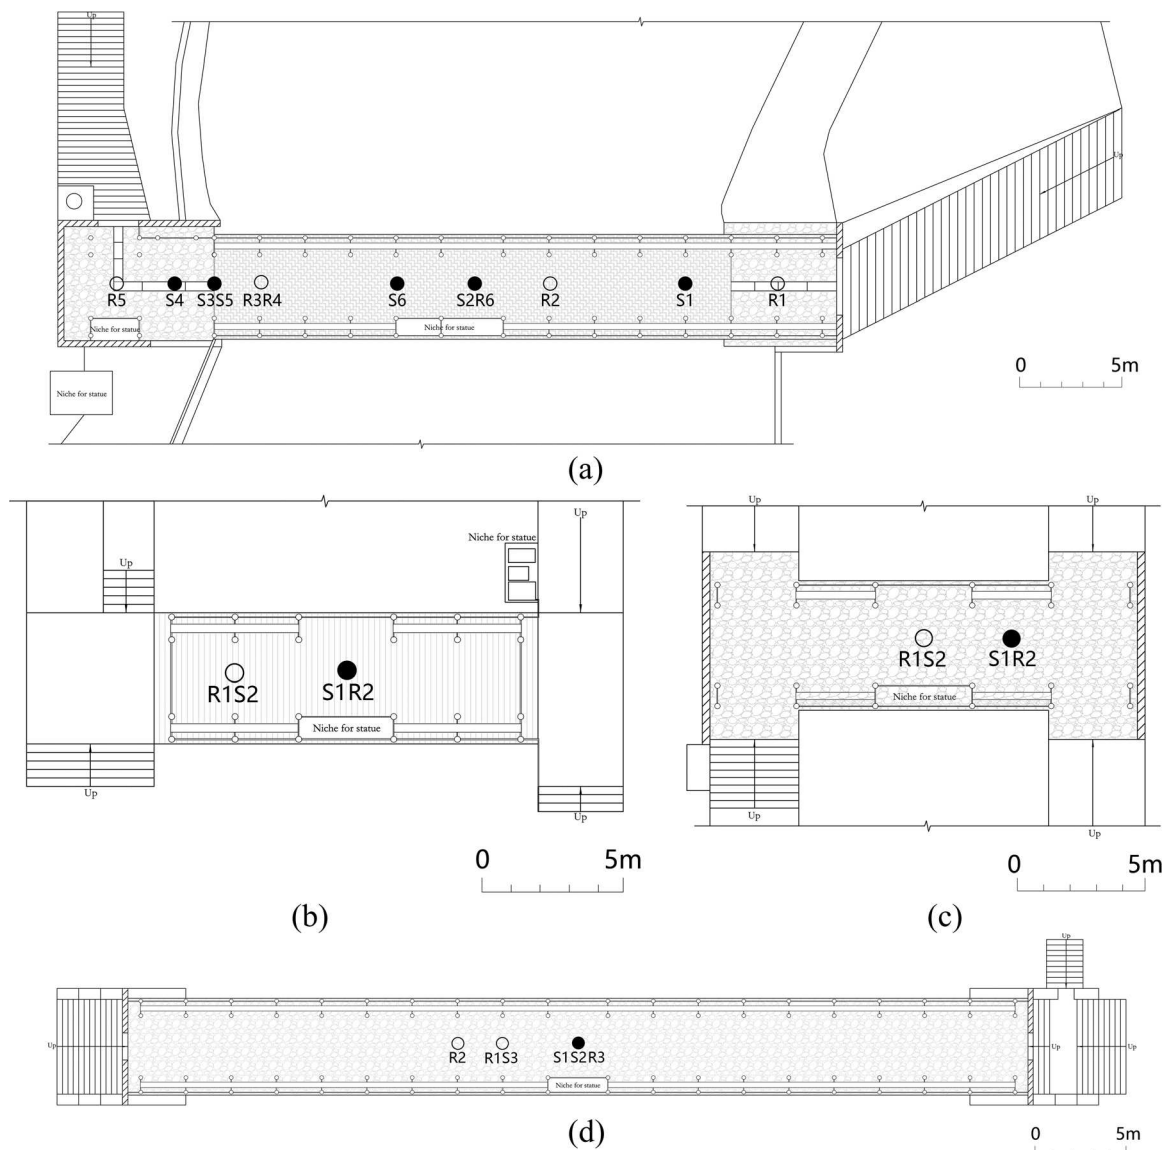 Up
R5
S4
S3S5
R3R4
S6
S2R6
R2
S1
R1
Niche for statue
Niche for statue
Niche for statue
0 5m
(a)
Up
Niche for statue
Up
R1S2
S1R2
Niche for statue
Up
Up
0 5m
(b)
Up
Up
R1S2
S1R2
Niche for statue
Up
Up
0 5m
(c)
Up
Up
R2
R1S3
S1S2R3
Up
Up
Niche for statue
0 5m
(d)